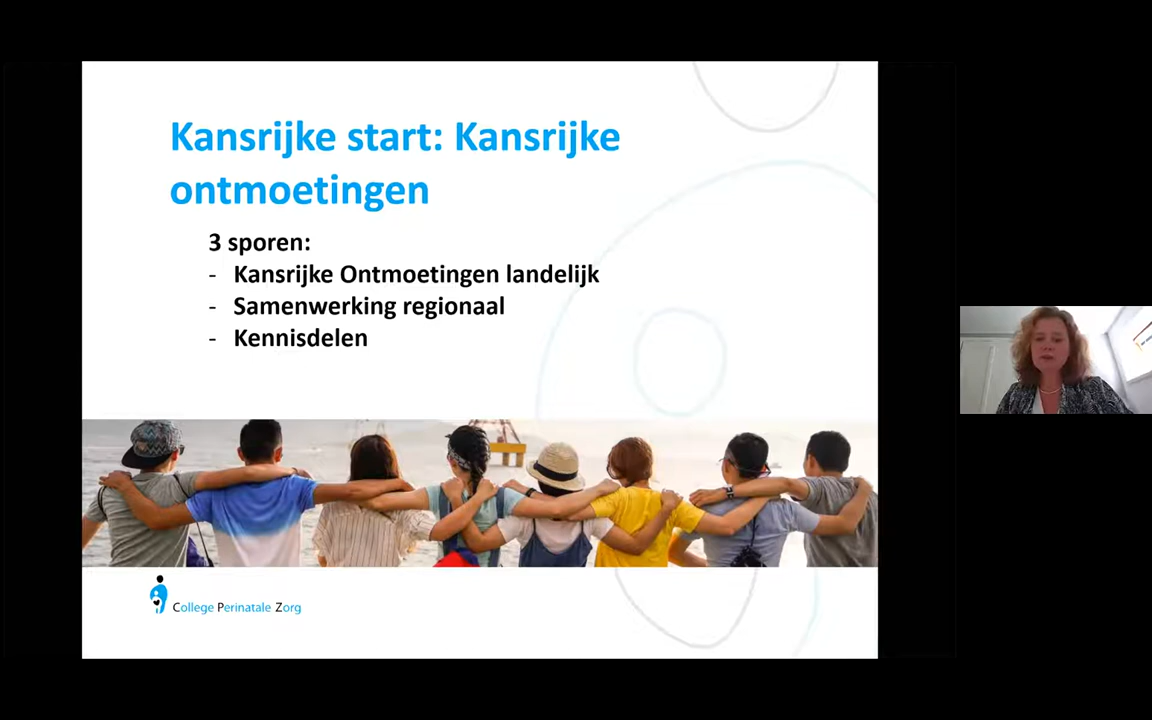 Kansrijke start: Kansrijke
ontmoetingen
3 sporen:
- Kansrijke Ontmoetingen landelijk
- Samenwerking regionaal
- Kennisdelen
College Perinatale Zorg